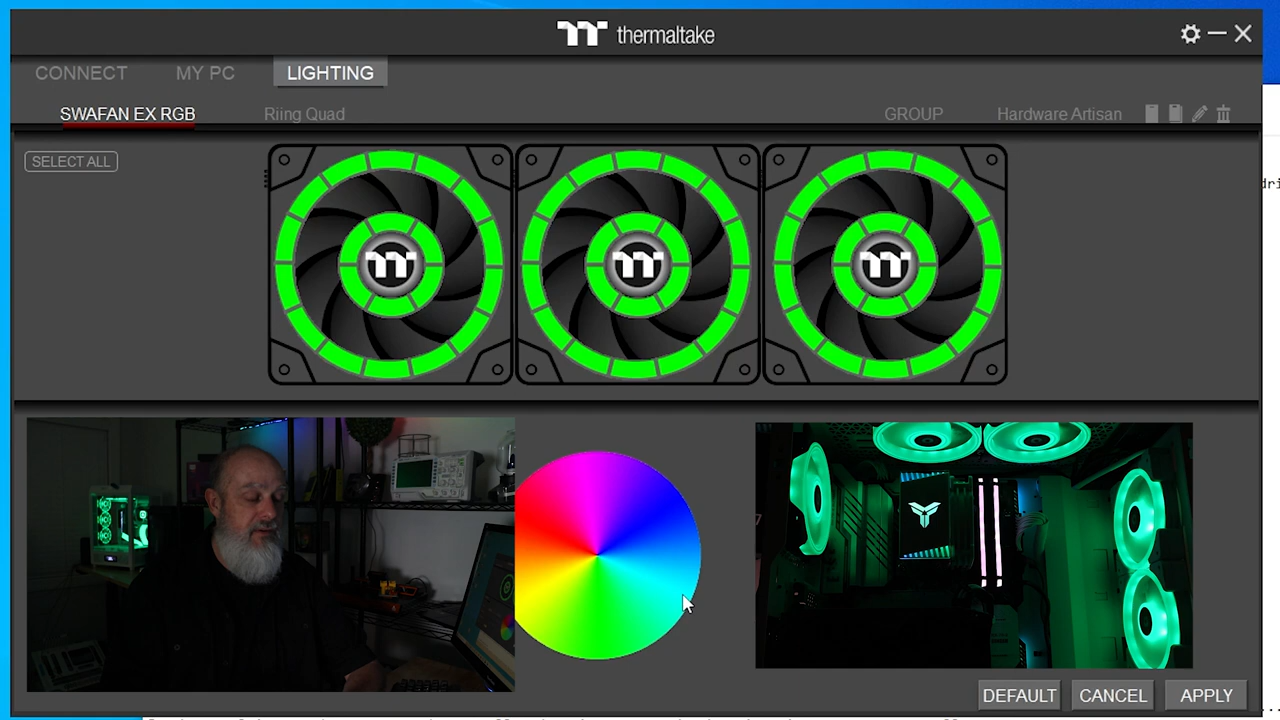 thermaltake
CONNECT MY PC LIGHTING
SWAFAN EX RGB Riing Quad GROUP Hardware Artisan
SELECT ALL
DEFAULT CANCEL APPLY